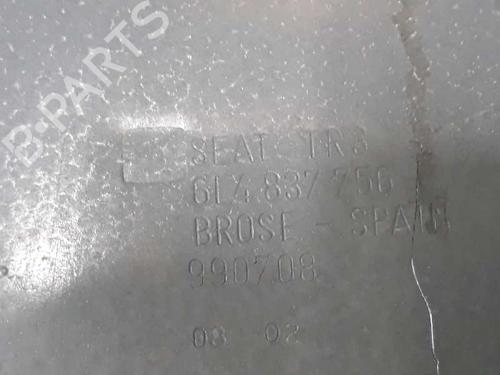 B-PARTS
SEAT TR3
6L4 837 756
BROSE - SPAIN
990708
08 02